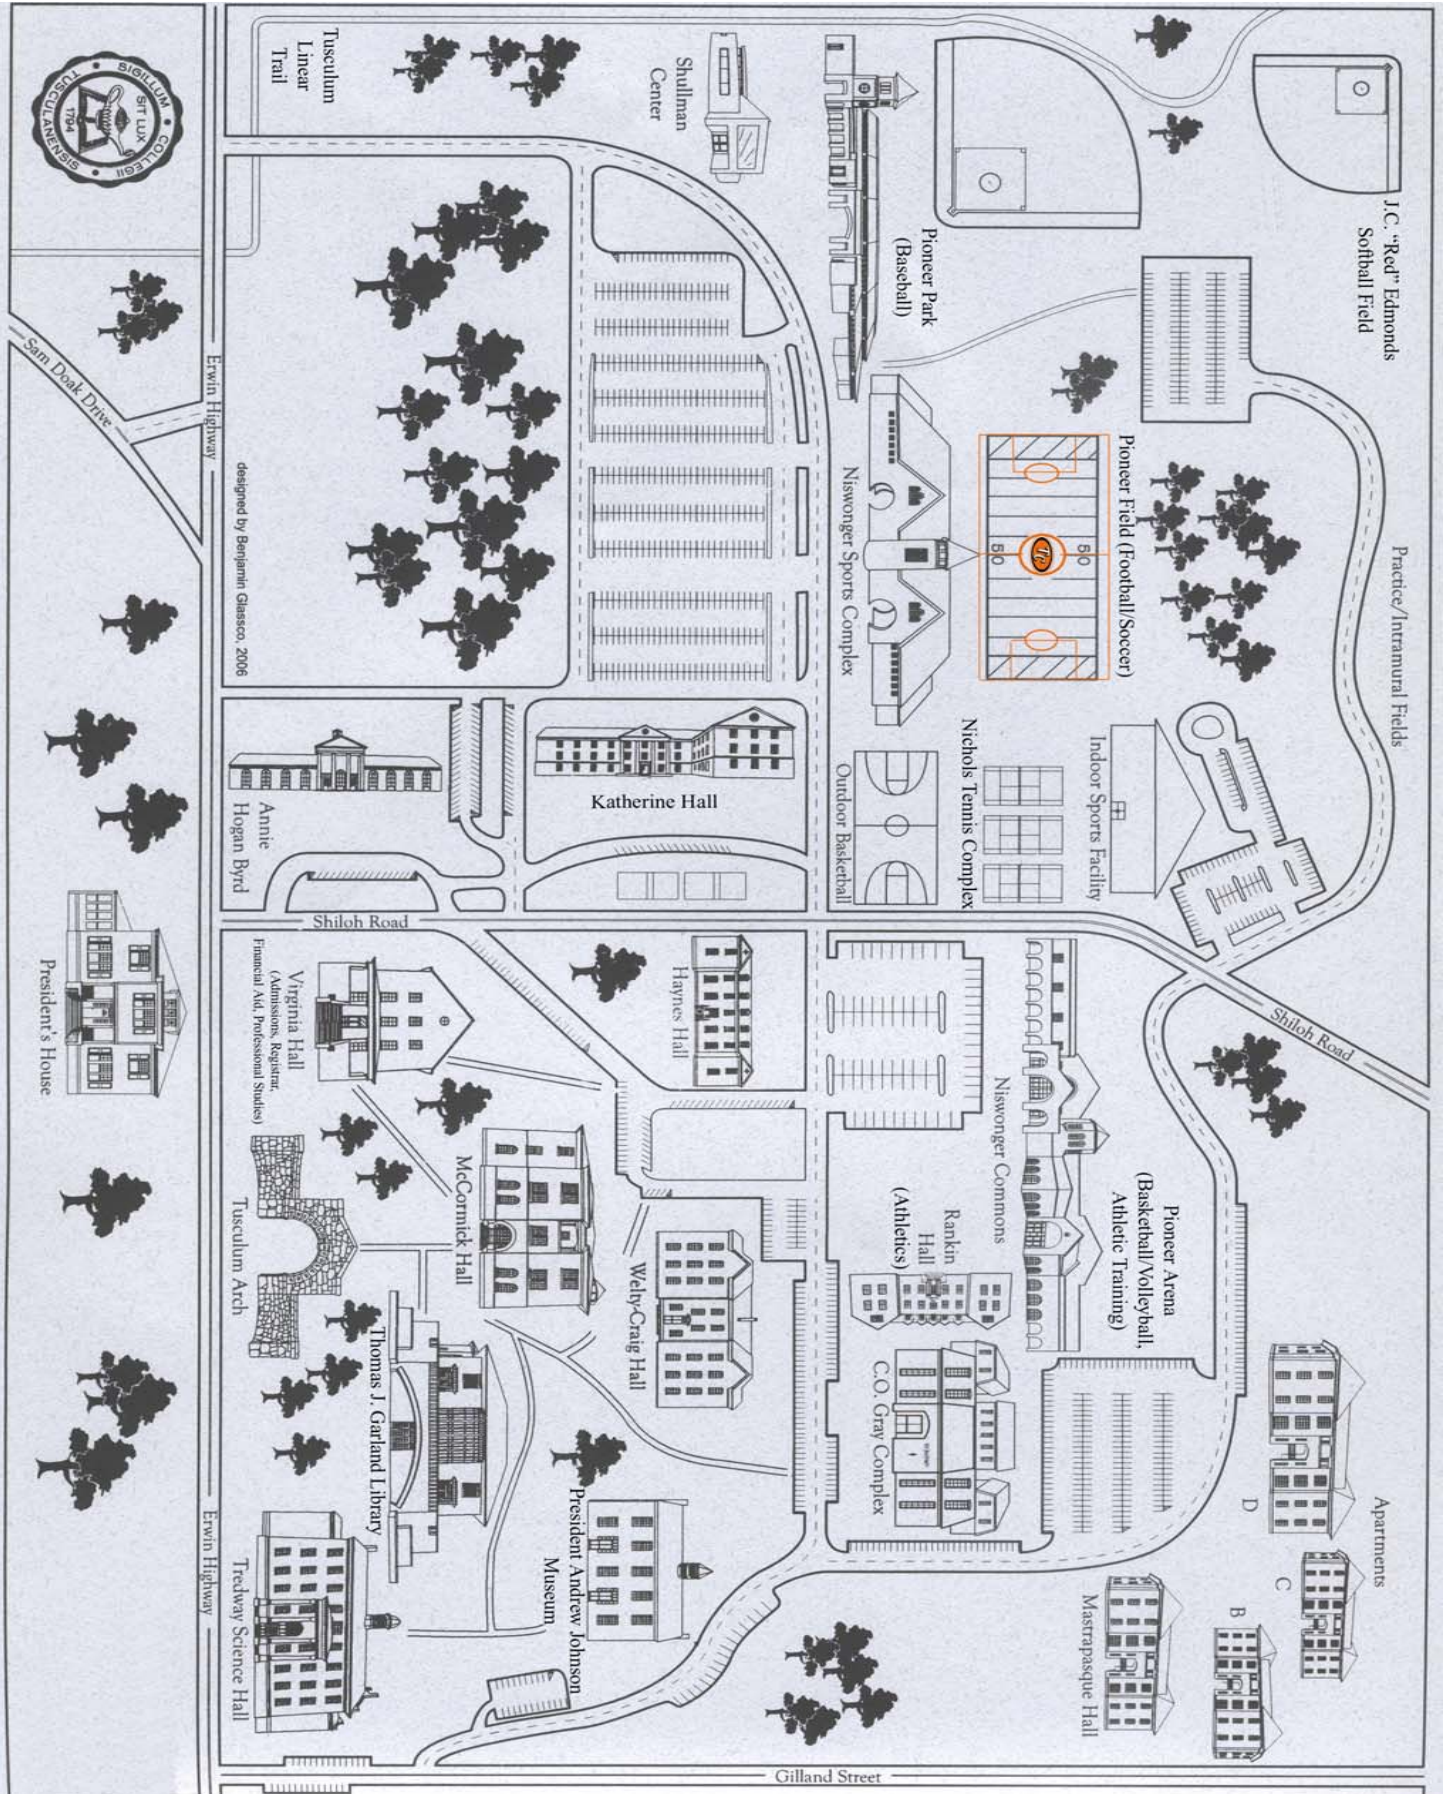 J.C. "Red" Edmonds
Softball Field
Practice/Intramural Fields
Shiloh Road
Apartments
D
C
B
Mastrapasque Hall
Pioneer Park
(Baseball)
Pioneer Field (Football/Soccer)
50
50
Tc
Indoor Sports Facility
Nichols Tennis Complex
Pioneer Arena
(Basketball/Volleyball,
Athletic Training)
Niswonger Commons
Rankin
Hall
(Athletics)
C.O. Gray Complex
Niswonger Sports Complex
Outdoor Basketball
Gilland Street
Shullman
Center
Katherine Hall
Haynes Hall
Welty-Craig Hall
President Andrew Johnson
Museum
McCormick Hall
Thomas J. Garland Library
Tusculum
Linear
Trail
Annie
Hogan Byrd
Shiloh Road
Virginia Hall
(Admissions, Registrar,
Financial Aid, Professional Studies)
Tusculum Arch
Tredway Science Hall
designed by Benjamin Glassco, 2006
Erwin Highway
Erwin Highway
Sam Doak Drive
President's House
SIGILLUM COLLEGII TUSCULANENSIS
SIT LUX
1794